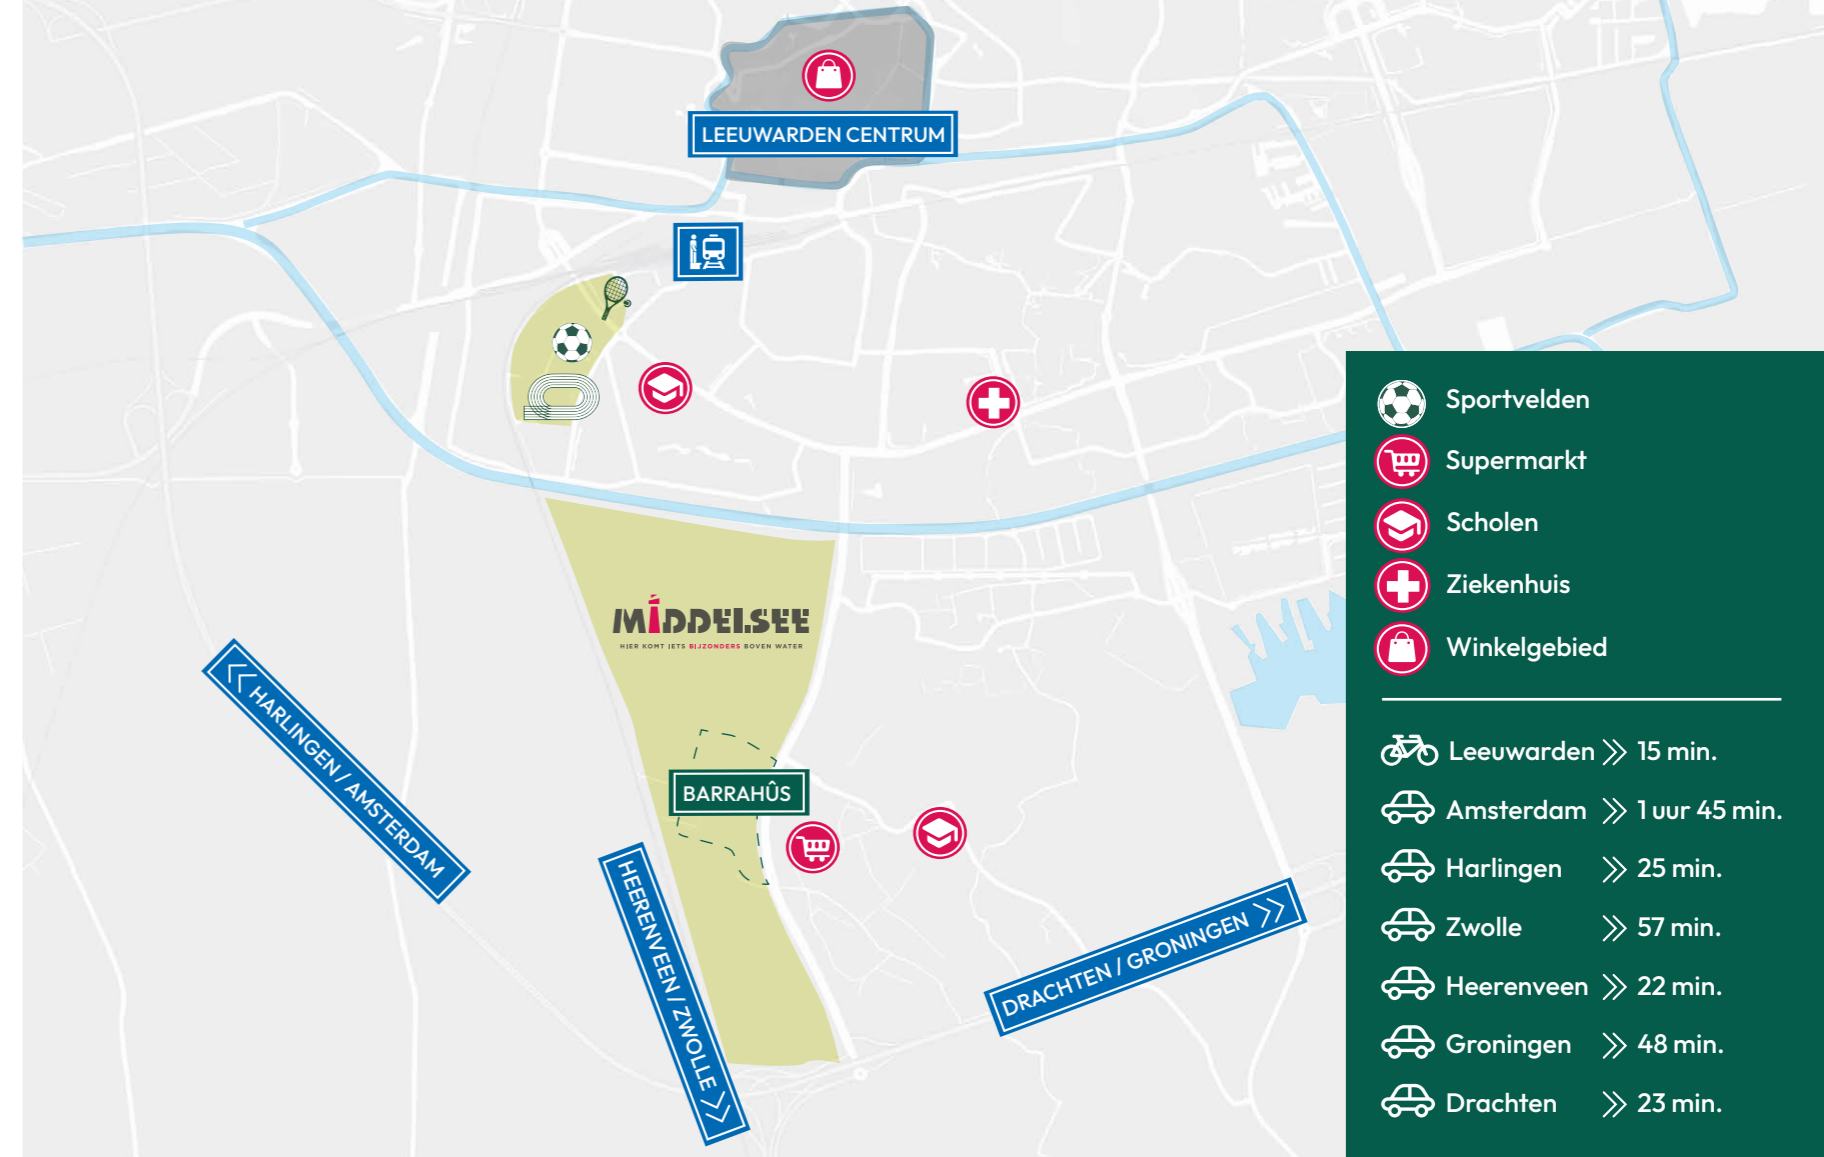 LEEUWARDEN CENTRUM
MIDDELSEE
HIER KOMT IETS BIJZONDERS BOVEN WATER
BARRAHÛS
HARLINGEN / AMSTERDAM
HEERENVEEN / ZWOLLE
DRACHTEN / GRONINGEN
Sportvelden
Supermarkt
Scholen
Ziekenhuis
Winkelgebied
Leeuwarden >> 15 min.
Amsterdam >> 1 uur 45 min.
Harlingen >> 25 min.
Zwolle >> 57 min.
Heerenveen >> 22 min.
Groningen >> 48 min.
Drachten >> 23 min.